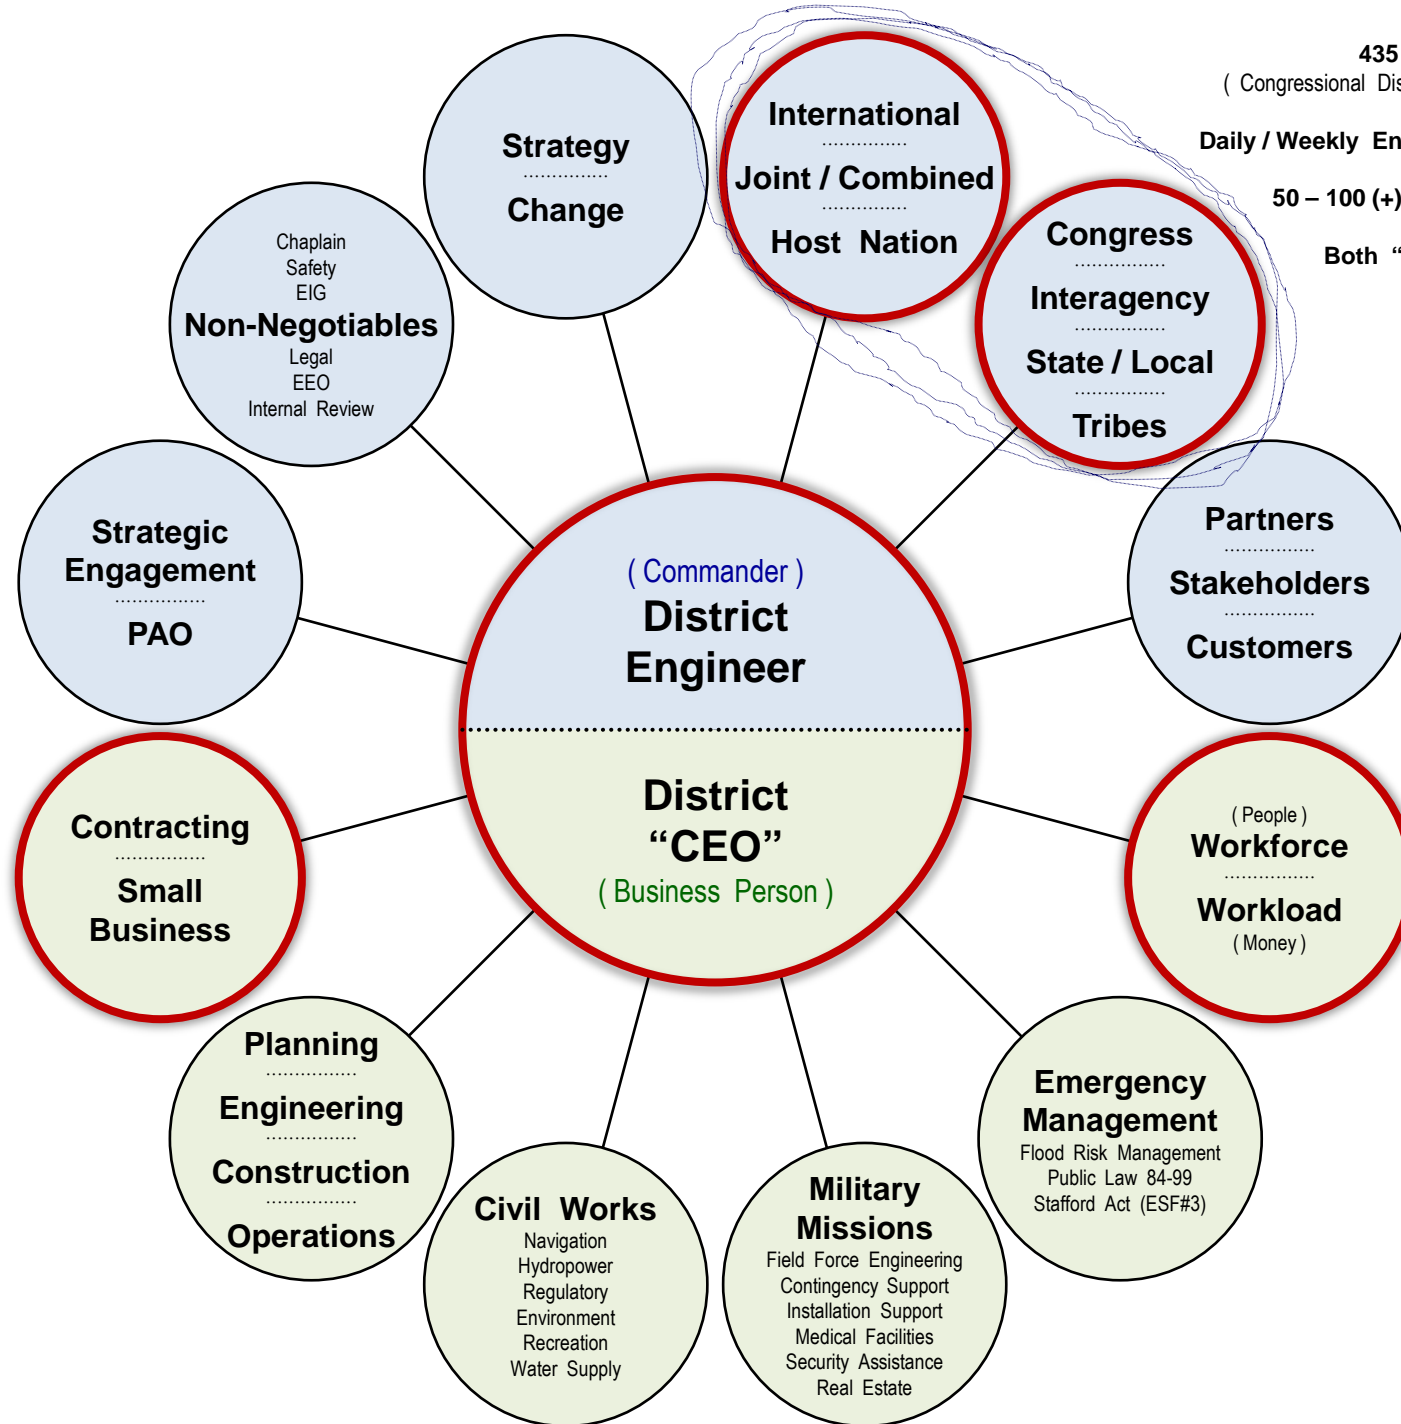 435
( Congressional
Daily / Weekly
50 – 100 (+)
Both “
International
Joint / Combined
Host Nation
Strategy
Change
Congress
Interagency
State / Local
Tribes
Chaplain
Safety
EIG
Non-Negotiables
Legal
EEO
Internal Review
Partners
Stakeholders
Customers
Strategic
Engagement
PAO
( Commander )
District
Engineer
District
“CEO”
( Business Person )
Contracting
Small
Business
( People )
Workforce
Workload
( Money )
Planning
Engineering
Construction
Operations
Emergency
Management
Flood Risk Management
Public Law 84-99
Stafford Act (ESF#3)
Civil Works
Navigation
Hydropower
Regulatory
Environment
Recreation
Water Supply
Military
Missions
Field Force Engineering
Contingency Support
Installation Support
Medical Facilities
Security Assistance
Real Estate